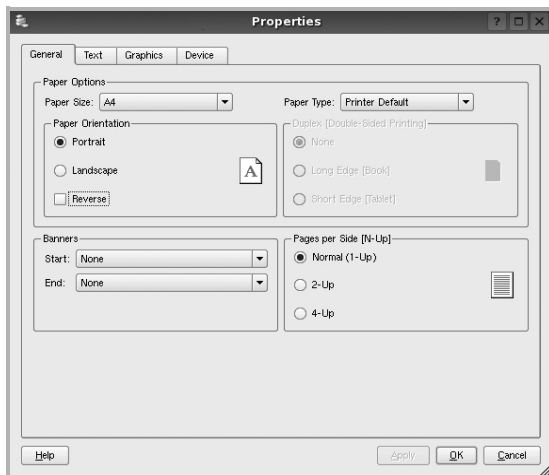 Properties
General Text Graphics Device
Paper Options
Paper Size: A4 Paper Type: Printer Default
Paper Orientation
Portrait
Landscape
A
Reverse
Duplex [Double-Sided Printing]
None
Long Edge [Book]
Short Edge [Tablet]
Banners
Start: None
End: None
Pages per Side [N-Up]
Normal (1-Up)
2-Up
4-Up
Help Apply OK Cancel